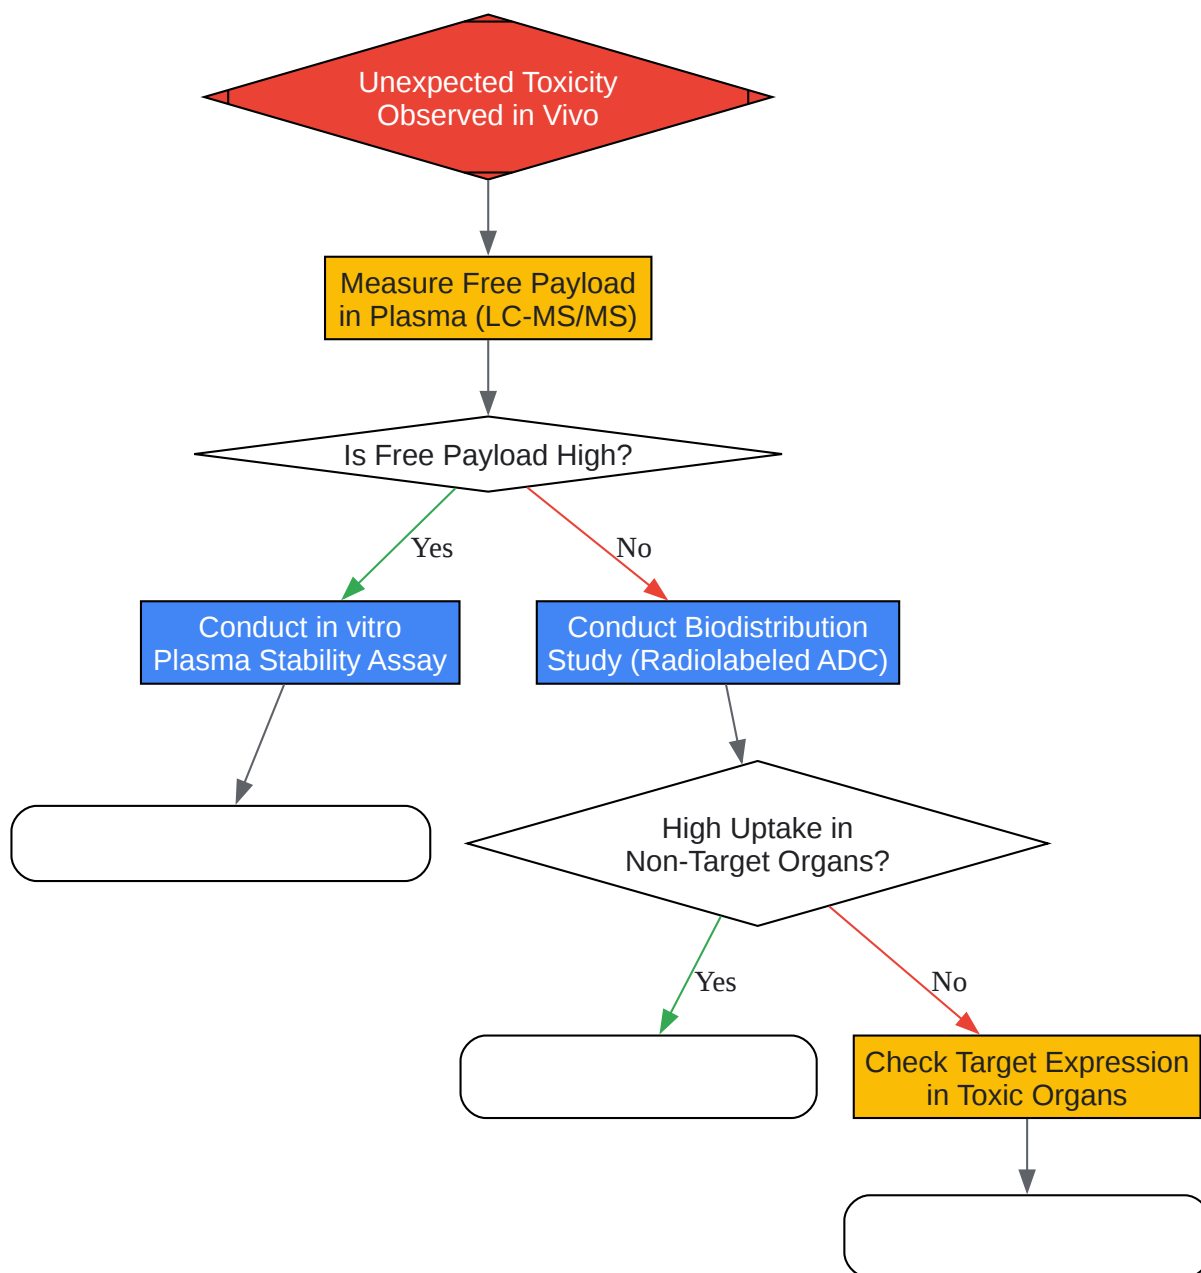 Unexpected Toxicity
Observed in Vivo
Measure Free Payload
in Plasma (LC-MS/MS)
Is Free Payload High?
Yes
No
Conduct in vitro
Plasma Stability Assay
Conduct Biodistribution
Study (Radiolabeled ADC)
High Uptake in
Non-Target Organs?
Yes
No
Check Target Expression
in Toxic Organs